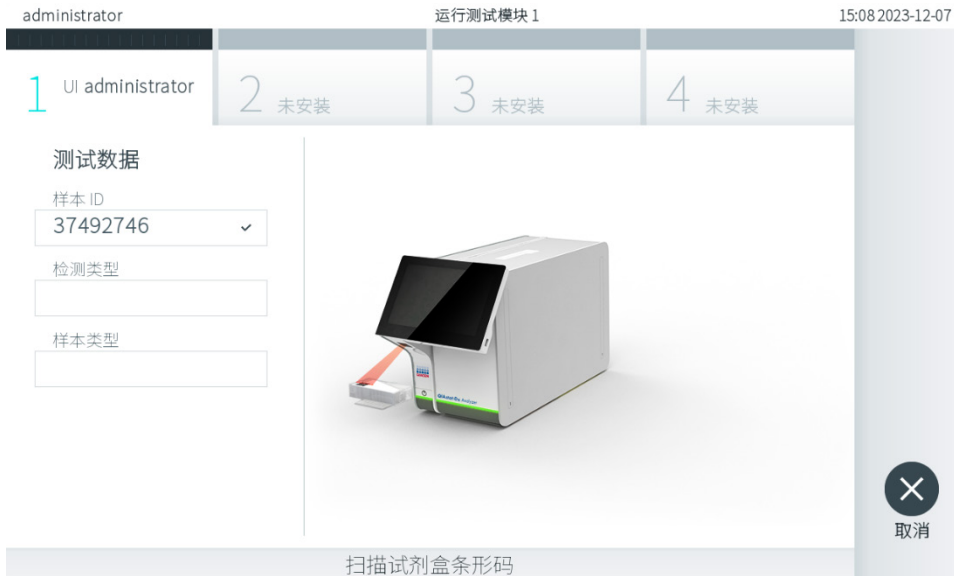 administrator
运行测试模块 1
15:08 2023-12-07
1 UI administrator
2 未安装
3 未安装
4 未安装
测试数据
样本 ID
37492746
检测类型
样本类型
取消
扫描试剂盒条形码